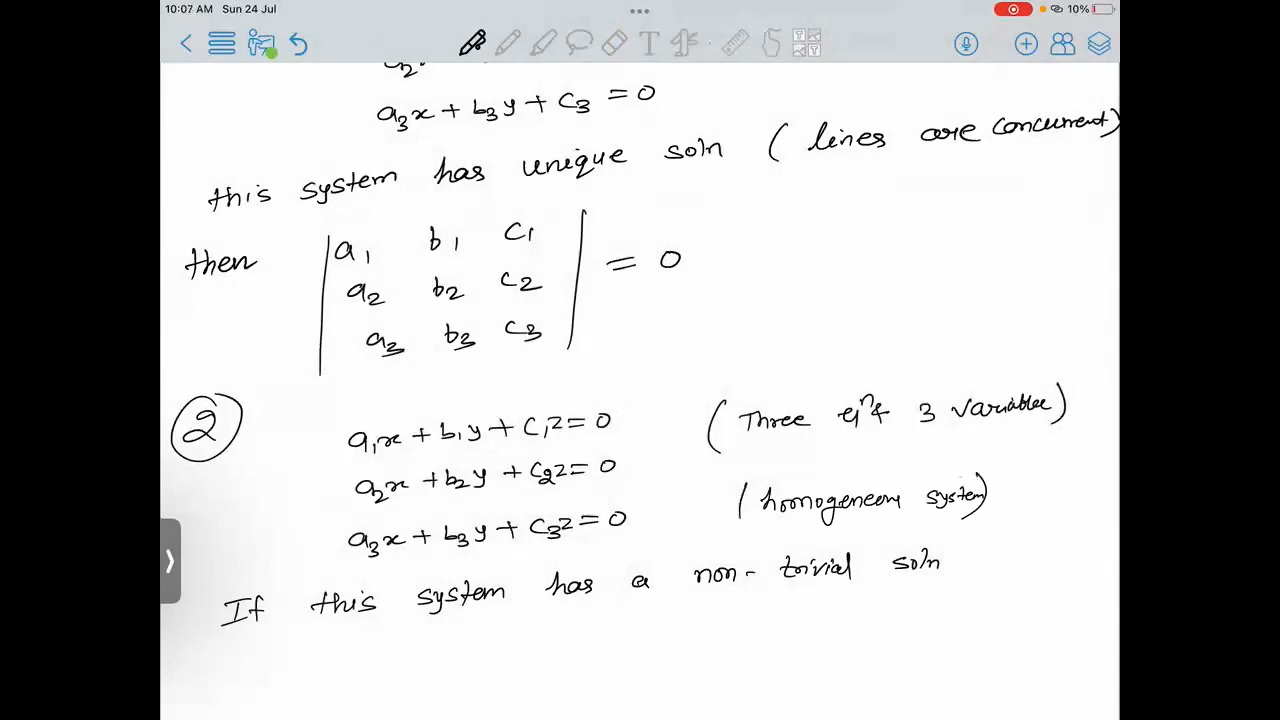 10:07 AM Sun 24 Jul
10%
a₃x + b₃y + c₃ = 0
this system has unique soln ( lines are concurrent)
then | a₁ b₁ c₁ | = 0
a₂ b₂ c₂
a₃ b₃ c₃
② a₁x + b₁y + c₁z = 0 (Three eqⁿ & 3 variables)
a₂x + b₂y + c₂z = 0
(homogeneous system)
a₃x + b₃y + c₃z = 0
If this system has a non-trivial soln